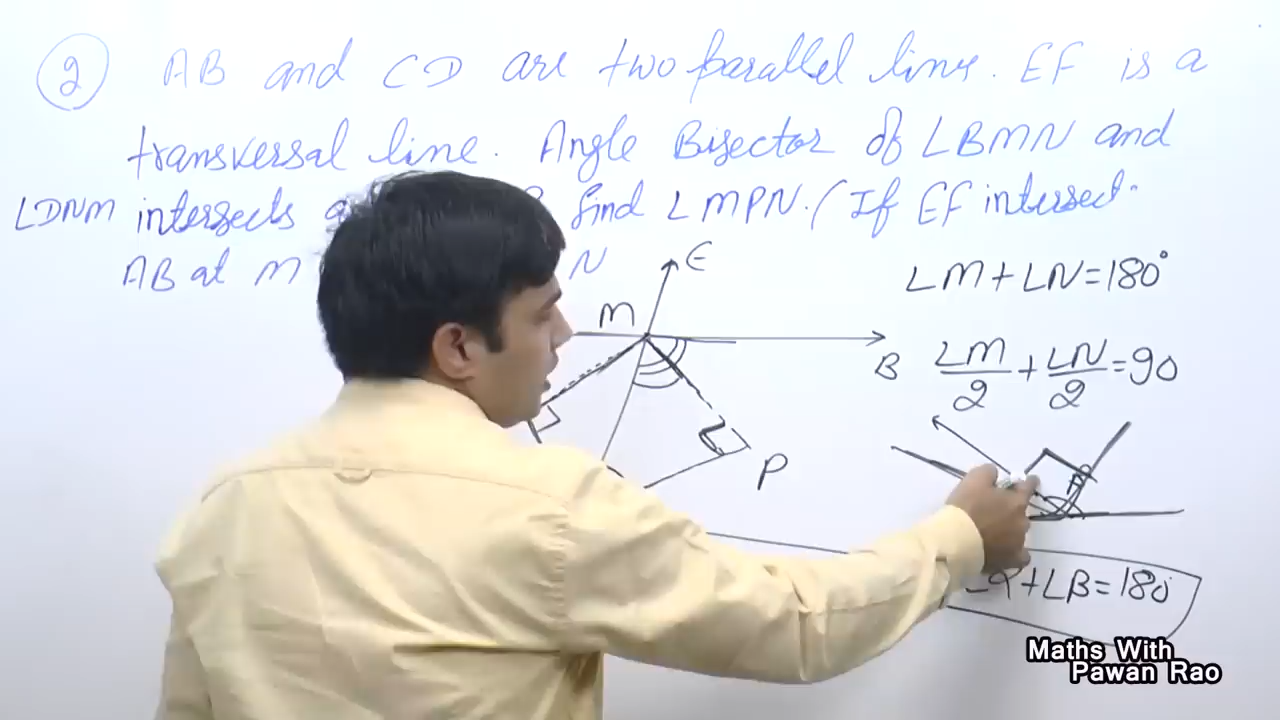 2 AB and CD are two parallel line. EF is a
transversal line. Angle Bisector of ∠BMN and
∠DNM intersects find ∠MPN. (If EF intersect
AB at M N
E
M
B
P
∠M+∠N=180°
∠M/2+∠N/2=90
+∠B=180
Maths With
Pawan Rao